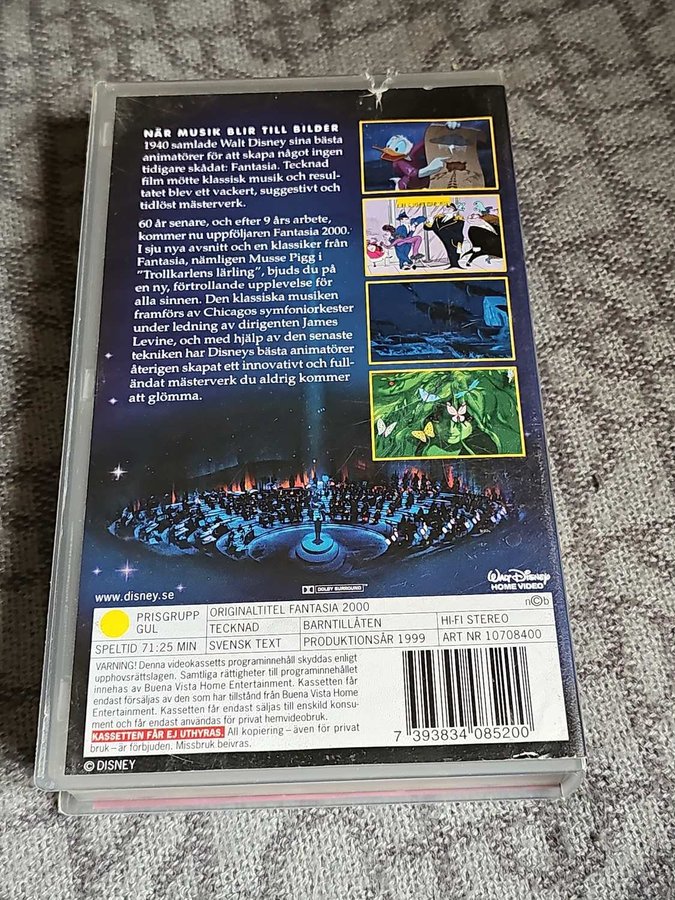 NÄR MUSIK BLIR TILL BILDER
1940 samlade Walt Disney sina bästa
animatörer för att skapa något ingen
tidigare skådat: Fantasia. Tecknad
film mötte klassisk musik och resul-
tatet blev ett vackert, suggestivt och
tidlöst mästerverk.
60 år senare, och efter 9 års arbete,
kommer nu uppföljaren Fantasia 2000.
I sju nya avsnitt och en klassiker från
Fantasia, nämligen Musse Pigg i
"Trollkarlens lärling", bjuds du på
en ny, förtrollande upplevelse för
alla sinnen. Den klassiska musiken
framförs av Chicagos symfoniorkester
under ledning av dirigenten James
Levine, och med hjälp av den senaste
tekniken har Disneys bästa animatörer
återigen skapat ett innovativt och full-
ändat mästerverk du aldrig kommer
att glömma.
www.disney.se
DOLBY SURROUND
Walt Disney
HOME VIDEO
PRISGRUPP
GUL
ORIGINALTITEL FANTASIA 2000
n©b
TECKNAD
BARNTILLÅTEN
HI-FI STEREO
SPELTID 71:25 MIN
SVENSK TEXT
PRODUKTIONSÅR 1999
ART NR 10708400
VARNING! Denna videokassetts programinnehåll skyddas enligt
upphovsrättslagen. Samtliga rättigheter till programinnehållet
innehas av Buena Vista Home Entertainment. Kassetten får
endast försäljas av den som har tillstånd från Buena Vista Home
Entertainment. Kassetten får endast säljas till enskild konsu-
ment och får endast användas för privat hemvideobruk.
KASSETTEN FÅR EJ UTHYRAS. All kopiering – även för privat
bruk – är förbjuden. Missbruk beivras.
7 393834 085200
© DISNEY